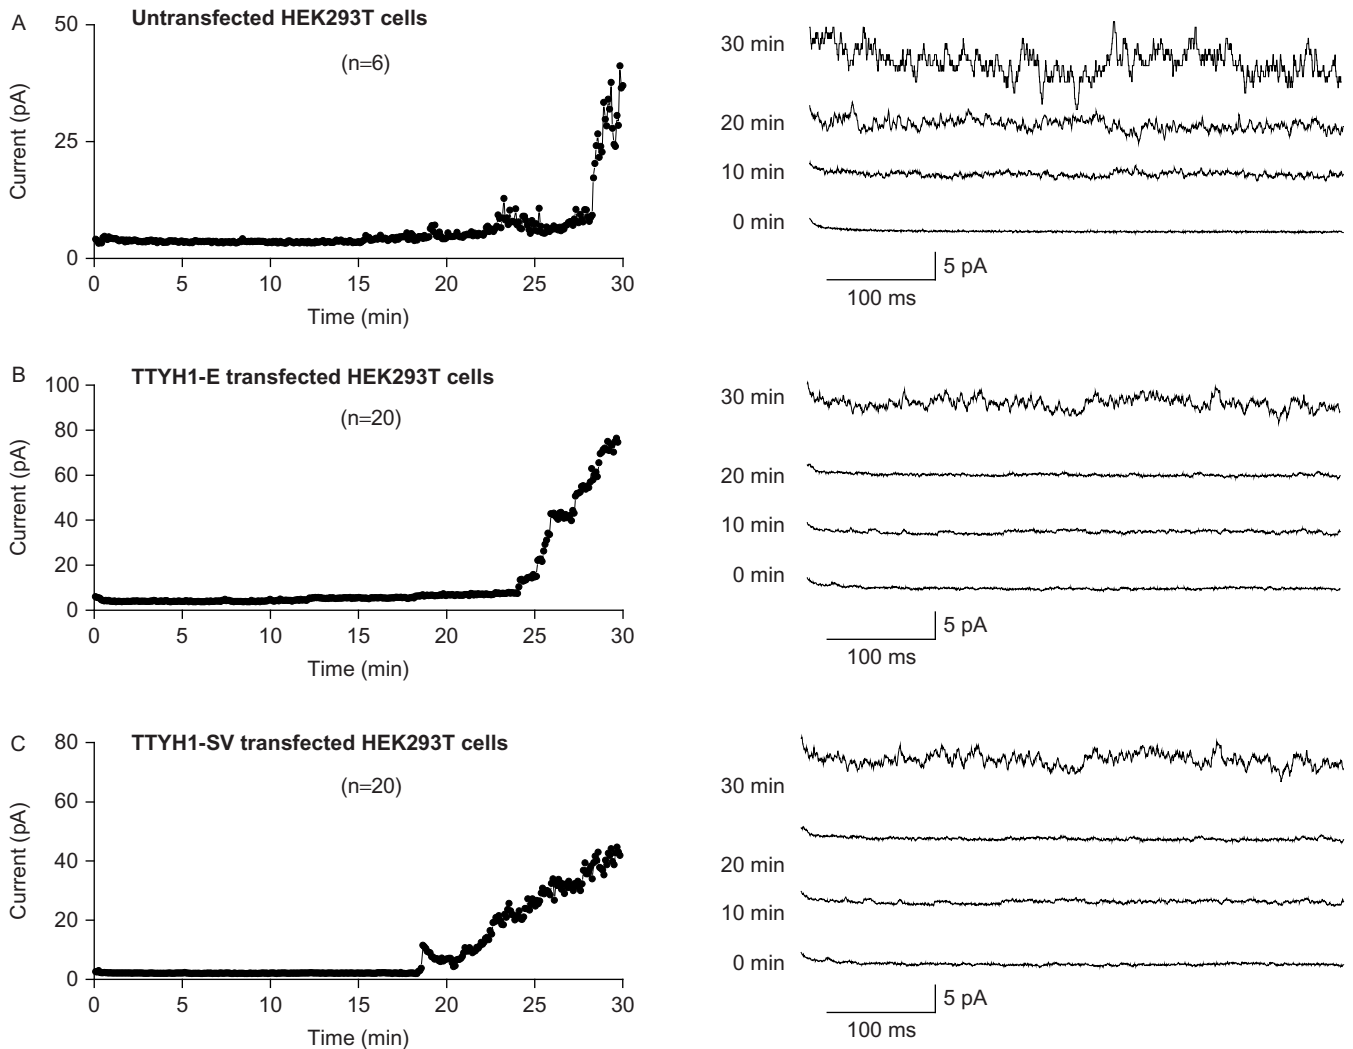 A
Untransfected HEK293T cells
(n=6)
Current (pA)
50
25
0
0 5 10 15 20 25 30
Time (min)
30 min
20 min
10 min
0 min
5 pA
100 ms
B
TTYH1-E transfected HEK293T cells
(n=20)
Current (pA)
100
80
60
40
20
0
0 5 10 15 20 25 30
Time (min)
30 min
20 min
10 min
0 min
5 pA
100 ms
C
TTYH1-SV transfected HEK293T cells
(n=20)
Current (pA)
80
60
40
20
0
0 5 10 15 20 25 30
Time (min)
30 min
20 min
10 min
0 min
5 pA
100 ms